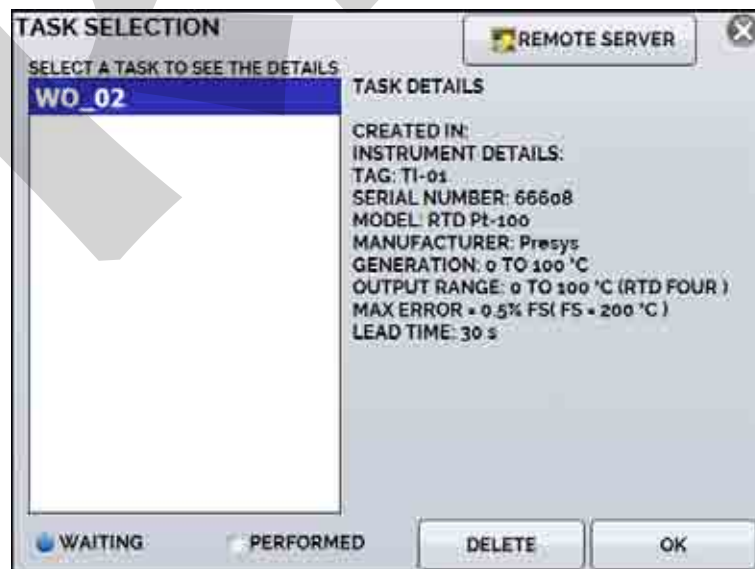 TASK SELECTION
REMOTE SERVER
SELECT A TASK TO SEE THE DETAILS
WO_02
TASK DETAILS
CREATED IN:
INSTRUMENT DETAILS:
TAG: TI-01
SERIAL NUMBER: 66608
MODEL: RTD Pt-100
MANUFACTURER: Presys
GENERATION: 0 TO 100 °C
OUTPUT RANGE: 0 TO 100 °C (RTD FOUR )
MAX ERROR = 0.5% FS( FS = 200 °C )
LEAD TIME: 30 s
WAITING
PERFORMED
DELETE
OK